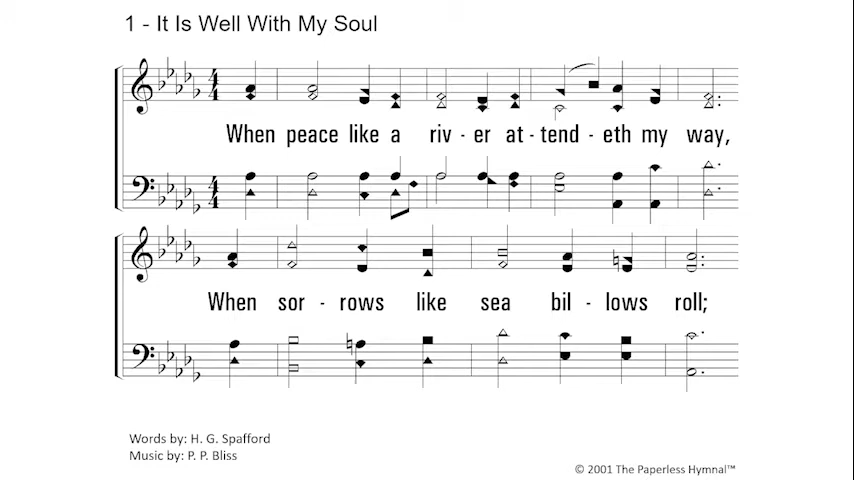 1 - It Is Well With My Soul
When peace like a riv - er at - tend - eth my way,
When sor - rows like sea bil - lows roll;
Words by: H. G. Spafford
Music by: P. P. Bliss
© 2001 The Paperless Hymnal™